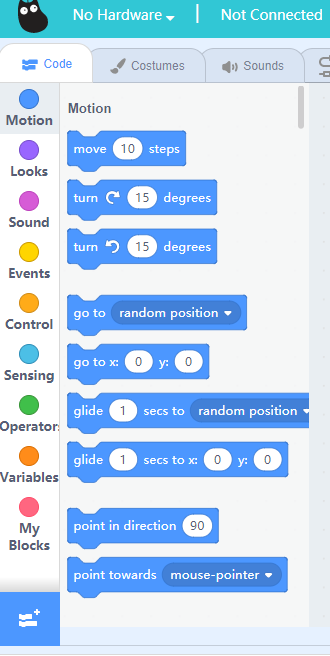 No Hardware Not Connected
Code Costumes Sounds
Motion
Looks
Sound
Events
Control
Sensing
Operator
Variables
My
Blocks
Motion
move 10 steps
turn 15 degrees
turn 15 degrees
go to random position
go to x: 0 y: 0
glide 1 secs to random position
glide 1 secs to x: 0 y: 0
point in direction 90
point towards mouse-pointer